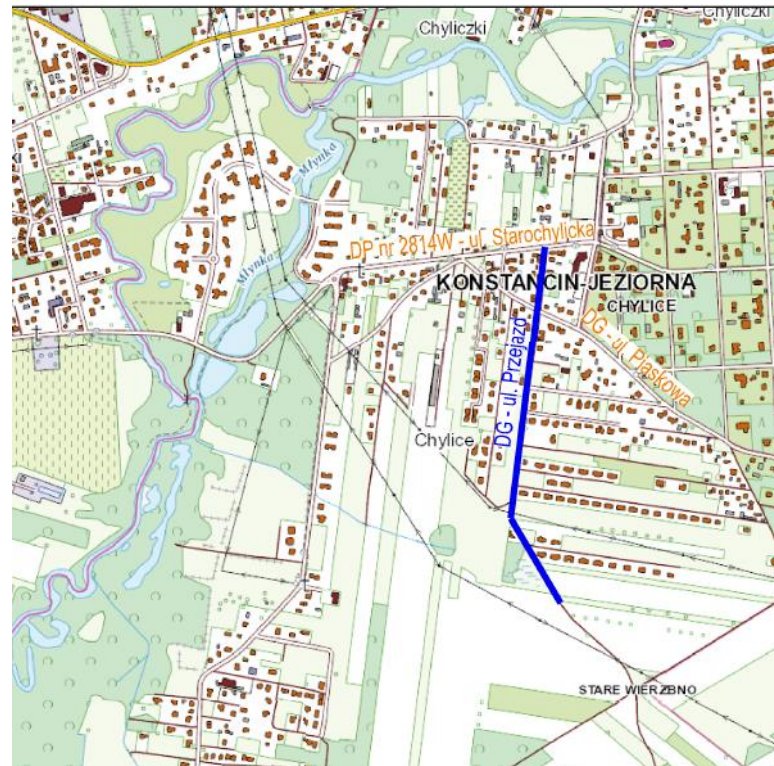 Chyliczki
Chyliczki
Młynka
DP nr 2814W - ul. Starochylicka
Młynka
KONSTANCIN-JEZIORNA
CHYLICE
DG - ul. Przejazd
DG - ul. Piaskowa
Chylice
STARE WIERZBNO